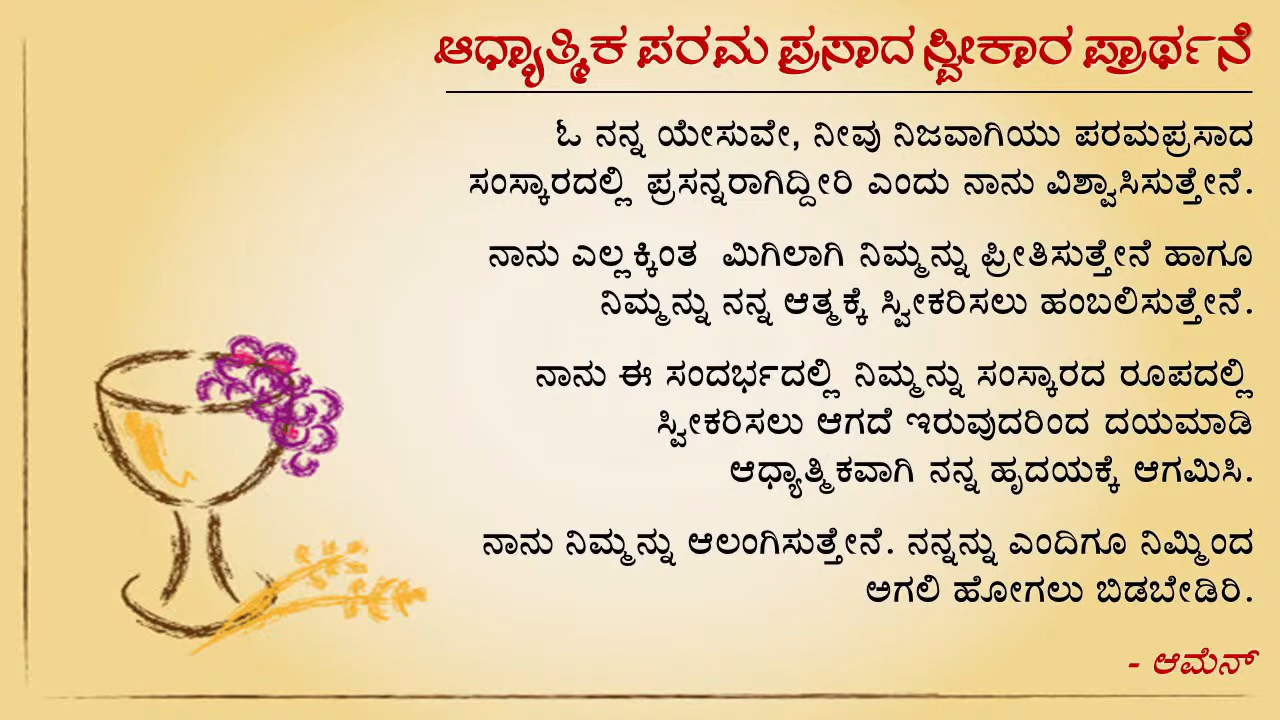 ಆಧ್ಯಾತ್ಮಿಕ ಪರಮ ಪ್ರಸಾದ ಸ್ವೀಕಾರ ಪ್ರಾರ್ಥನೆ
ಓ ನನ್ನ ಯೇಸುವೇ, ನೀವು ನಿಜವಾಗಿಯು ಪರಮಪ್ರಸಾದ
ಸಂಸ್ಕಾರದಲ್ಲಿ ಪ್ರಸನ್ನರಾಗಿದ್ದೀರಿ ಎಂದು ನಾನು ವಿಶ್ವಾಸಿಸುತ್ತೇನೆ.
ನಾನು ಎಲ್ಲಕ್ಕಿಂತ ಮಿಗಿಲಾಗಿ ನಿಮ್ಮನ್ನು ಪ್ರೀತಿಸುತ್ತೇನೆ ಹಾಗೂ
ನಿಮ್ಮನ್ನು ನನ್ನ ಆತ್ಮಕ್ಕೆ ಸ್ವೀಕರಿಸಲು ಹಂಬಲಿಸುತ್ತೇನೆ.
ನಾನು ಈ ಸಂದರ್ಭದಲ್ಲಿ ನಿಮ್ಮನ್ನು ಸಂಸ್ಕಾರದ ರೂಪದಲ್ಲಿ
ಸ್ವೀಕರಿಸಲು ಆಗದೆ ಇರುವುದರಿಂದ ದಯಮಾಡಿ
ಆಧ್ಯಾತ್ಮಿಕವಾಗಿ ನನ್ನ ಹೃದಯಕ್ಕೆ ಆಗಮಿಸಿ.
ನಾನು ನಿಮ್ಮನ್ನು ಆಲಂಗಿಸುತ್ತೇನೆ. ನನ್ನನ್ನು ಎಂದಿಗೂ ನಿಮ್ಮಿಂದ
ಅಗಲಿ ಹೋಗಲು ಬಿಡಬೇಡಿರಿ.
- ಆಮೆನ್